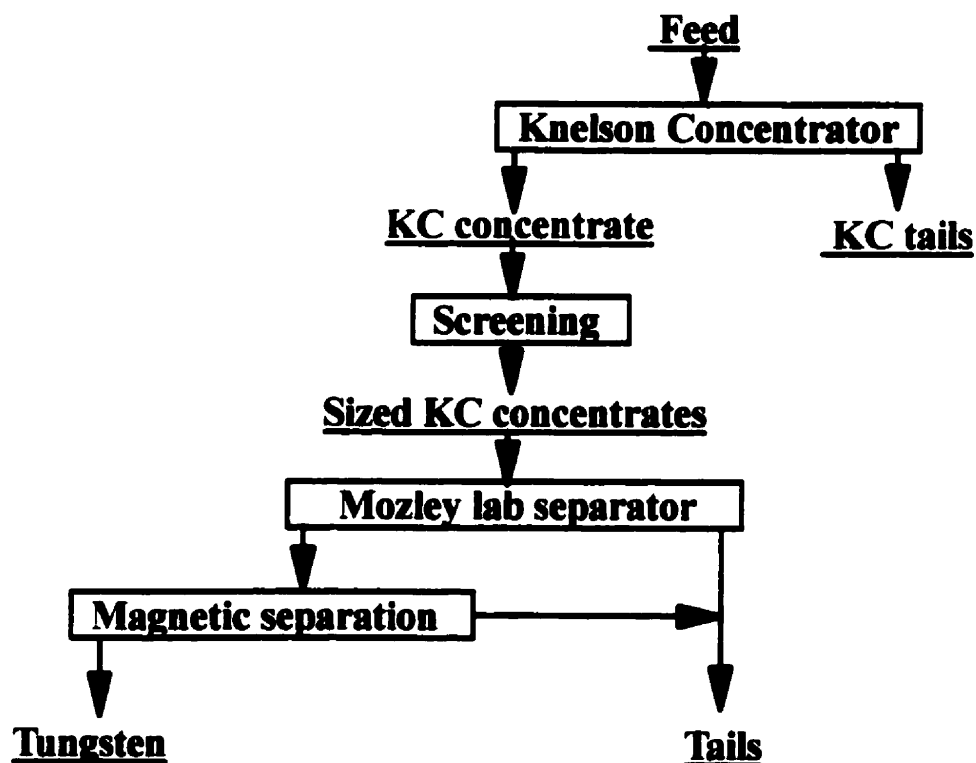 Feed
Knelson Concentrator
KC concentrate
KC tails
Screening
Sized KC concentrates
Mozley lab separator
Magnetic separation
Tungsten
Tails